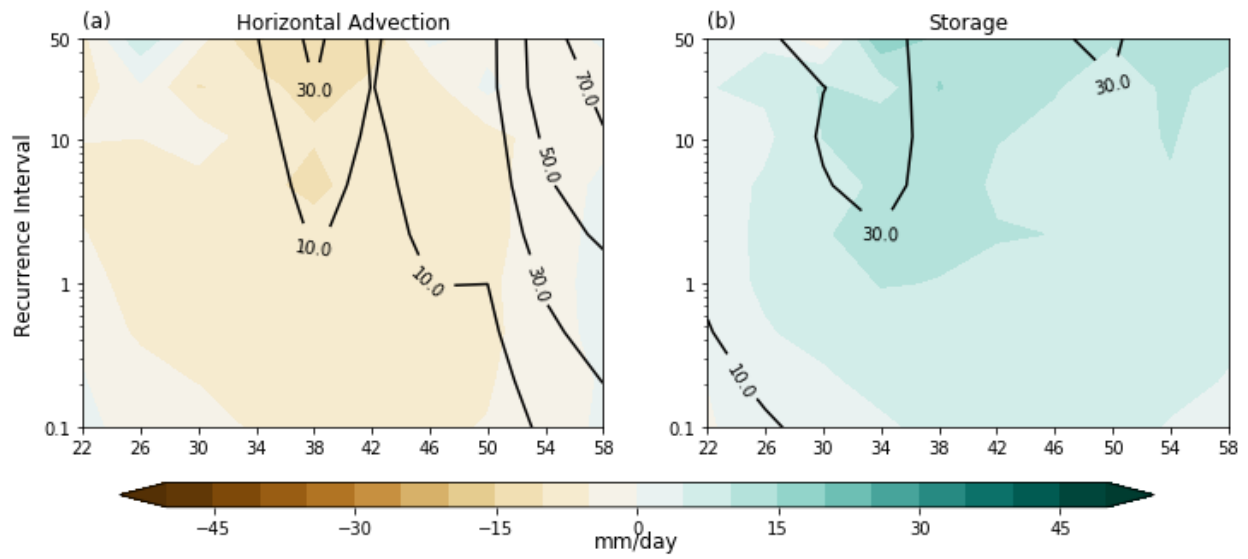 (a) Horizontal Advection
(b) Storage
Recurrence Interval
50
10
1
0.1
30.0
10.0
10.0
30.0
50.0
70.0
22 26 30 34 38 42 46 50 54 58
50
10
1
0.1
30.0
30.0
10.0
22 26 30 34 38 42 46 50 54 58
−45 −30 −15 0 15 30 45
mm/day